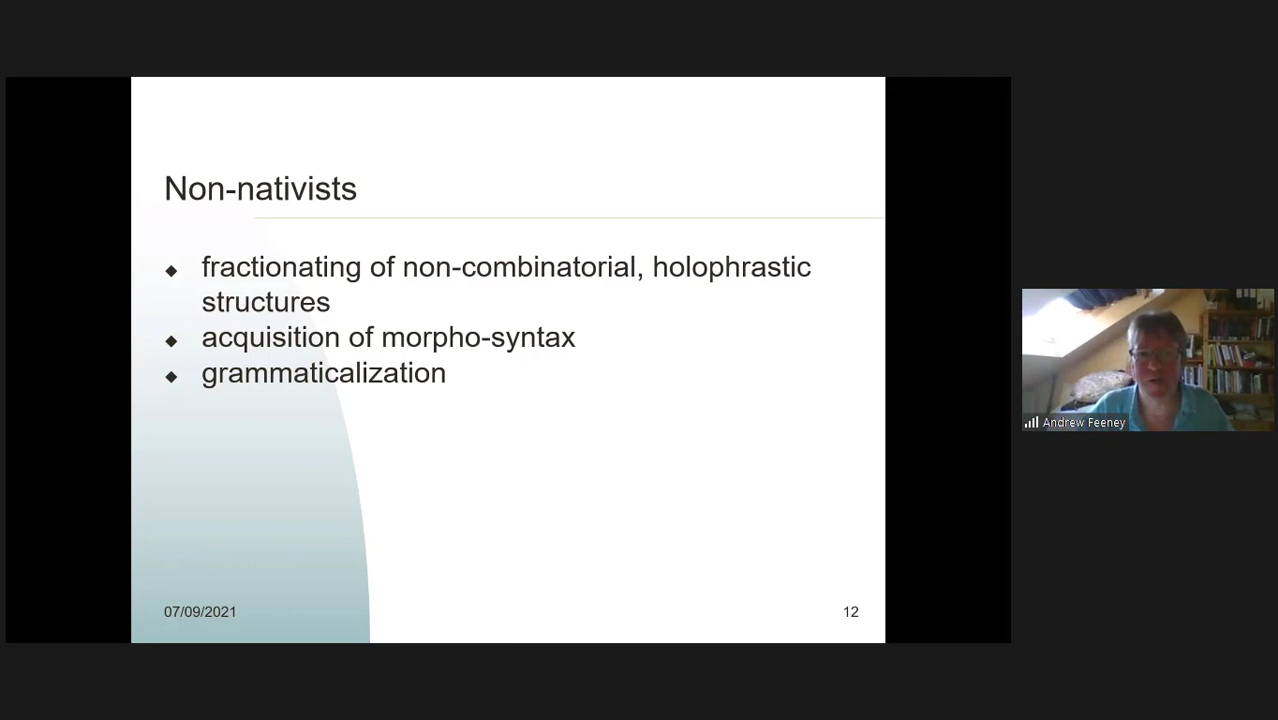 Non-nativists
fractionating of non-combinatorial, holophrastic
structures
acquisition of morpho-syntax
grammaticalization
07/09/2021
12
Andrew Feeney